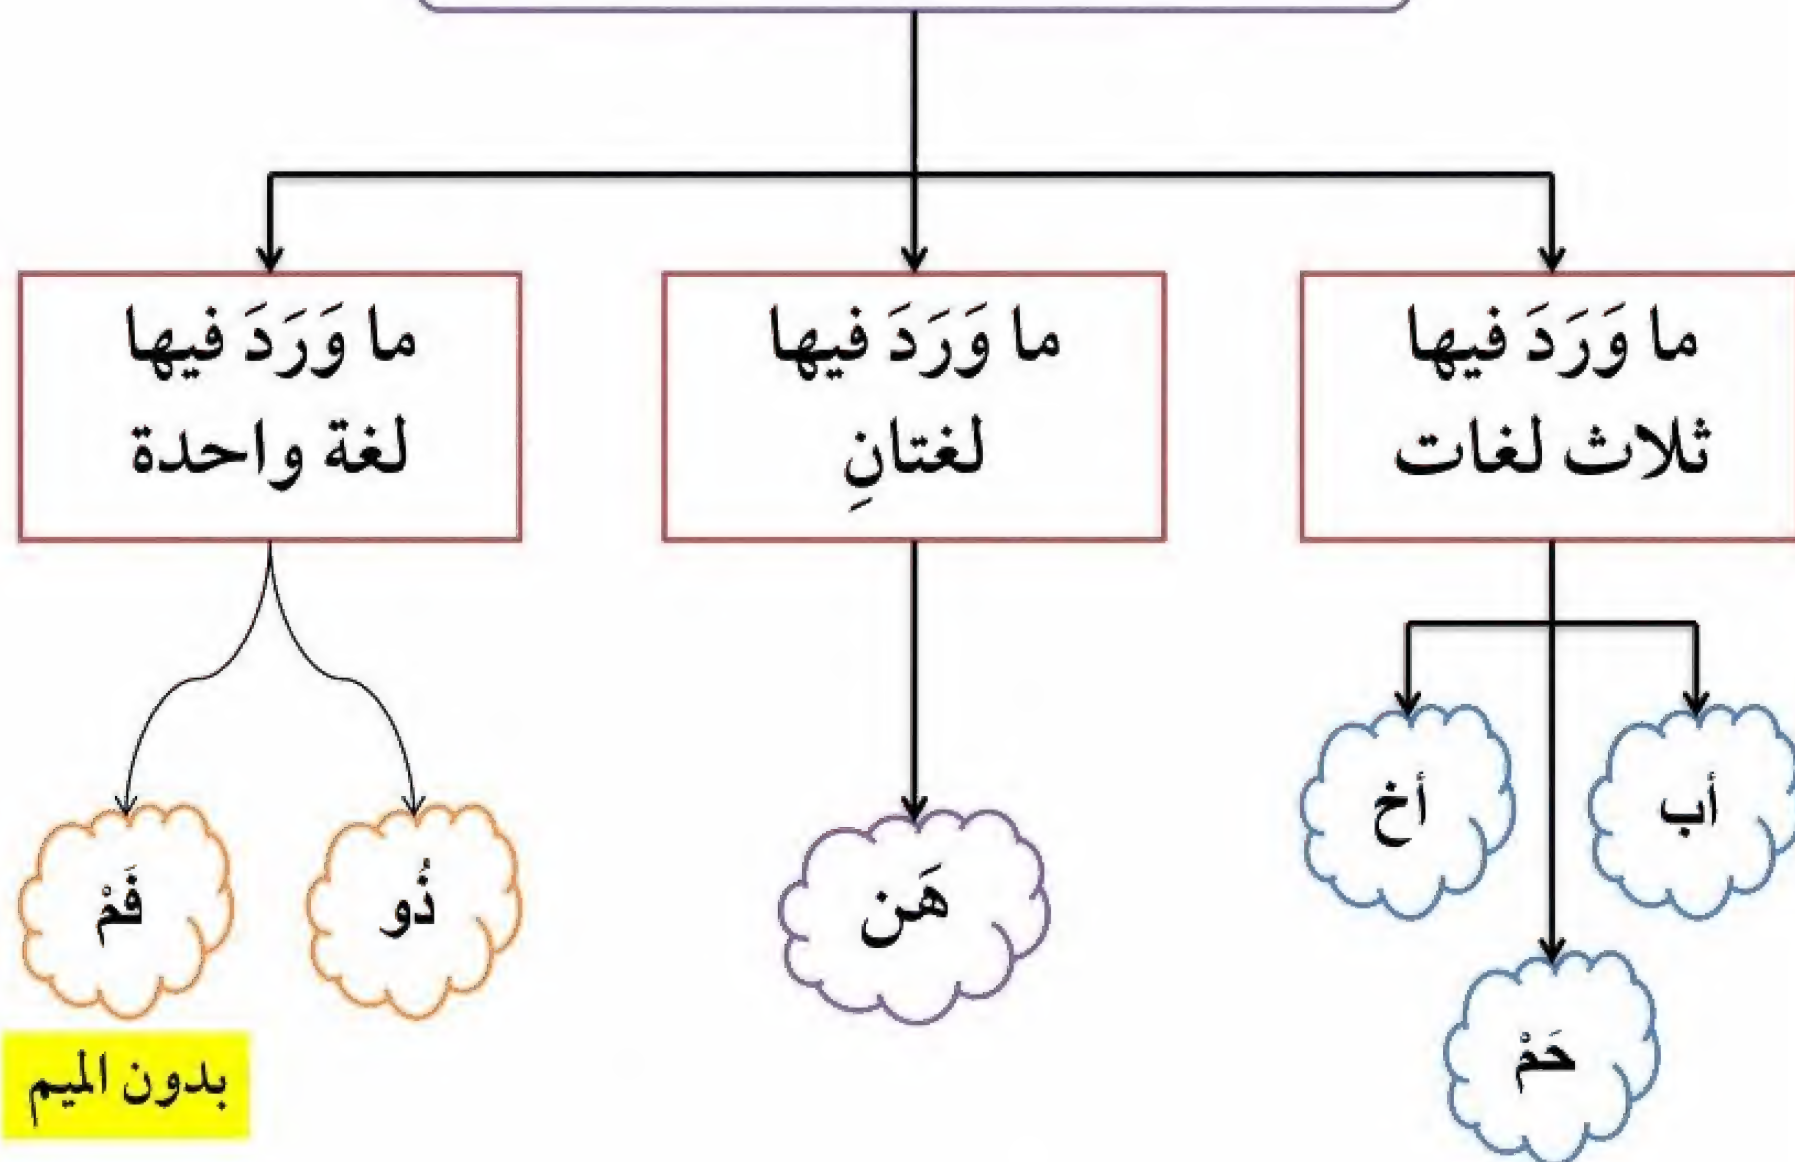 ما وَرَدَ فيها
ثلاث لغات
ما وَرَدَ فيها
لغتانِ
ما وَرَدَ فيها
لغة واحدة
أب
أخ
حَمْ
هَن
ذُو
فَمْ
بدون الميم